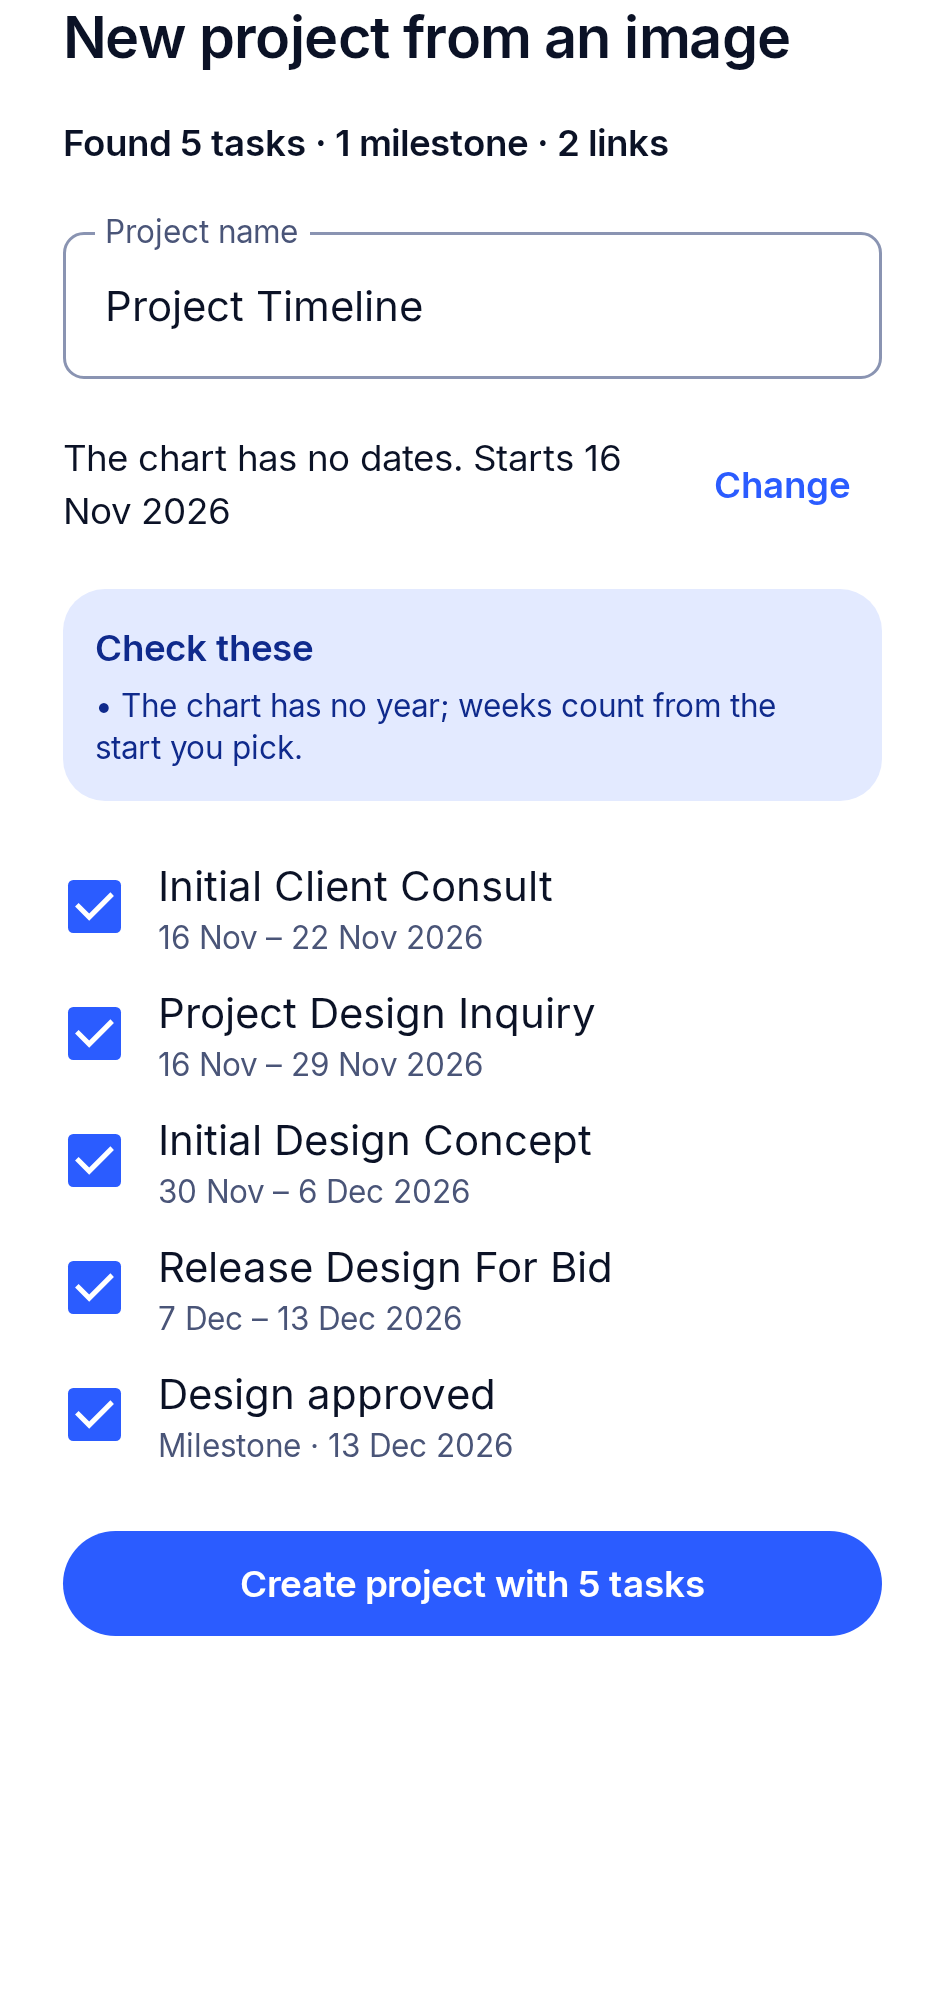 New project from an image
Found 5 tasks · 1 milestone · 2 links
Project name
Project Timeline
The chart has no dates. Starts 16
Nov 2026
Change
Check these
• The chart has no year; weeks count from the
start you pick.
Initial Client Consult
16 Nov – 22 Nov 2026
Project Design Inquiry
16 Nov – 29 Nov 2026
Initial Design Concept
30 Nov – 6 Dec 2026
Release Design For Bid
7 Dec – 13 Dec 2026
Design approved
Milestone · 13 Dec 2026
Create project with 5 tasks